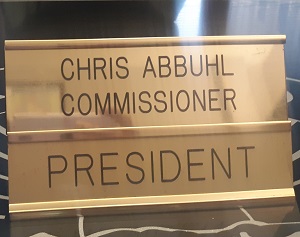 CHRIS ABBUHL
COMMISSIONER
PRESIDENT